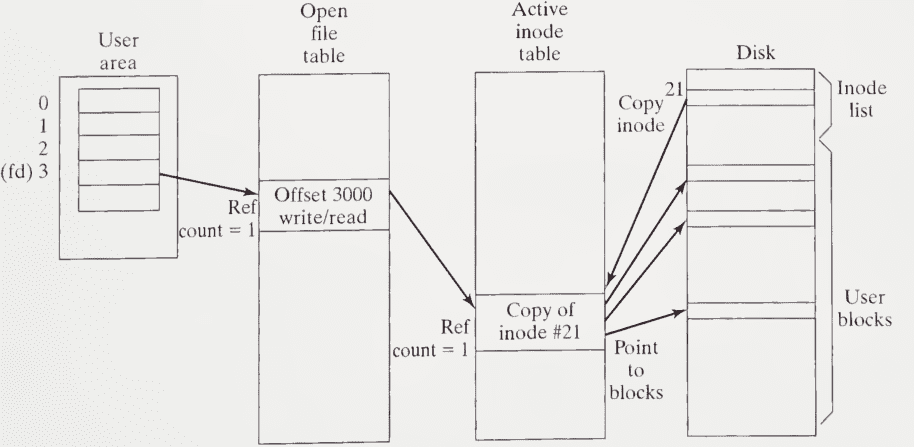 User
area
Open
file
table
Active
inode
table
Disk
0
1
2
(fd) 3
Ref
count = 1
Offset 3000
write/read
Ref
count = 1
Copy of
inode #21
Copy
inode
21
Point
to
blocks
Inode
list
User
blocks